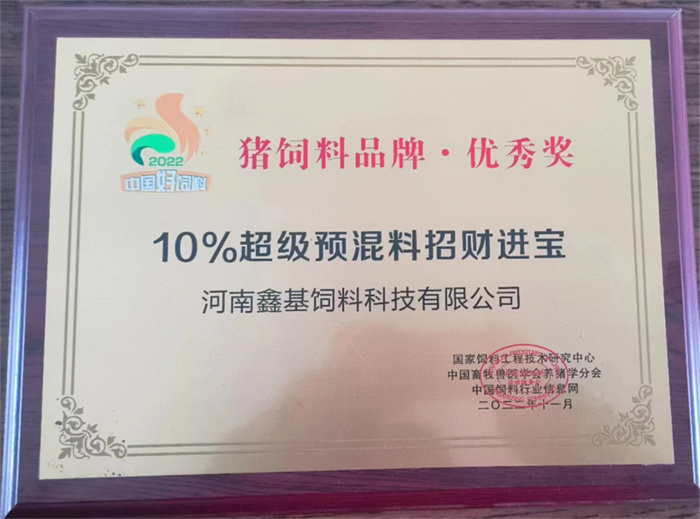 2022
中国好饲料
猪饲料品牌·优秀奖
10%超级预混料招财进宝
河南鑫基饲料科技有限公司
国家饲料工程技术研究中心
中国畜牧兽医学会养猪学分会
中国饲料行业信息网
二〇二二年十一月